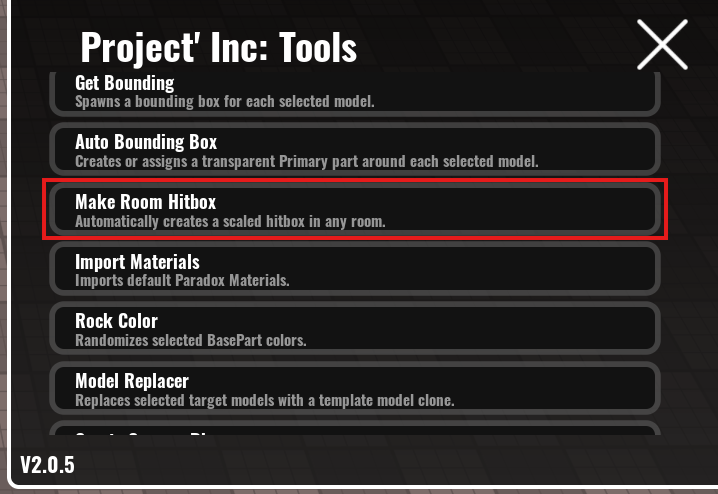 Project' Inc: Tools
Get Bounding
Spawns a bounding box for each selected model.
Auto Bounding Box
Creates or assigns a transparent Primary part around each selected model.
Make Room Hitbox
Automatically creates a scaled hitbox in any room.
Import Materials
Imports default Paradox Materials.
Rock Color
Randomizes selected BasePart colors.
Model Replacer
Replaces selected target models with a template model clone.
V2.0.5